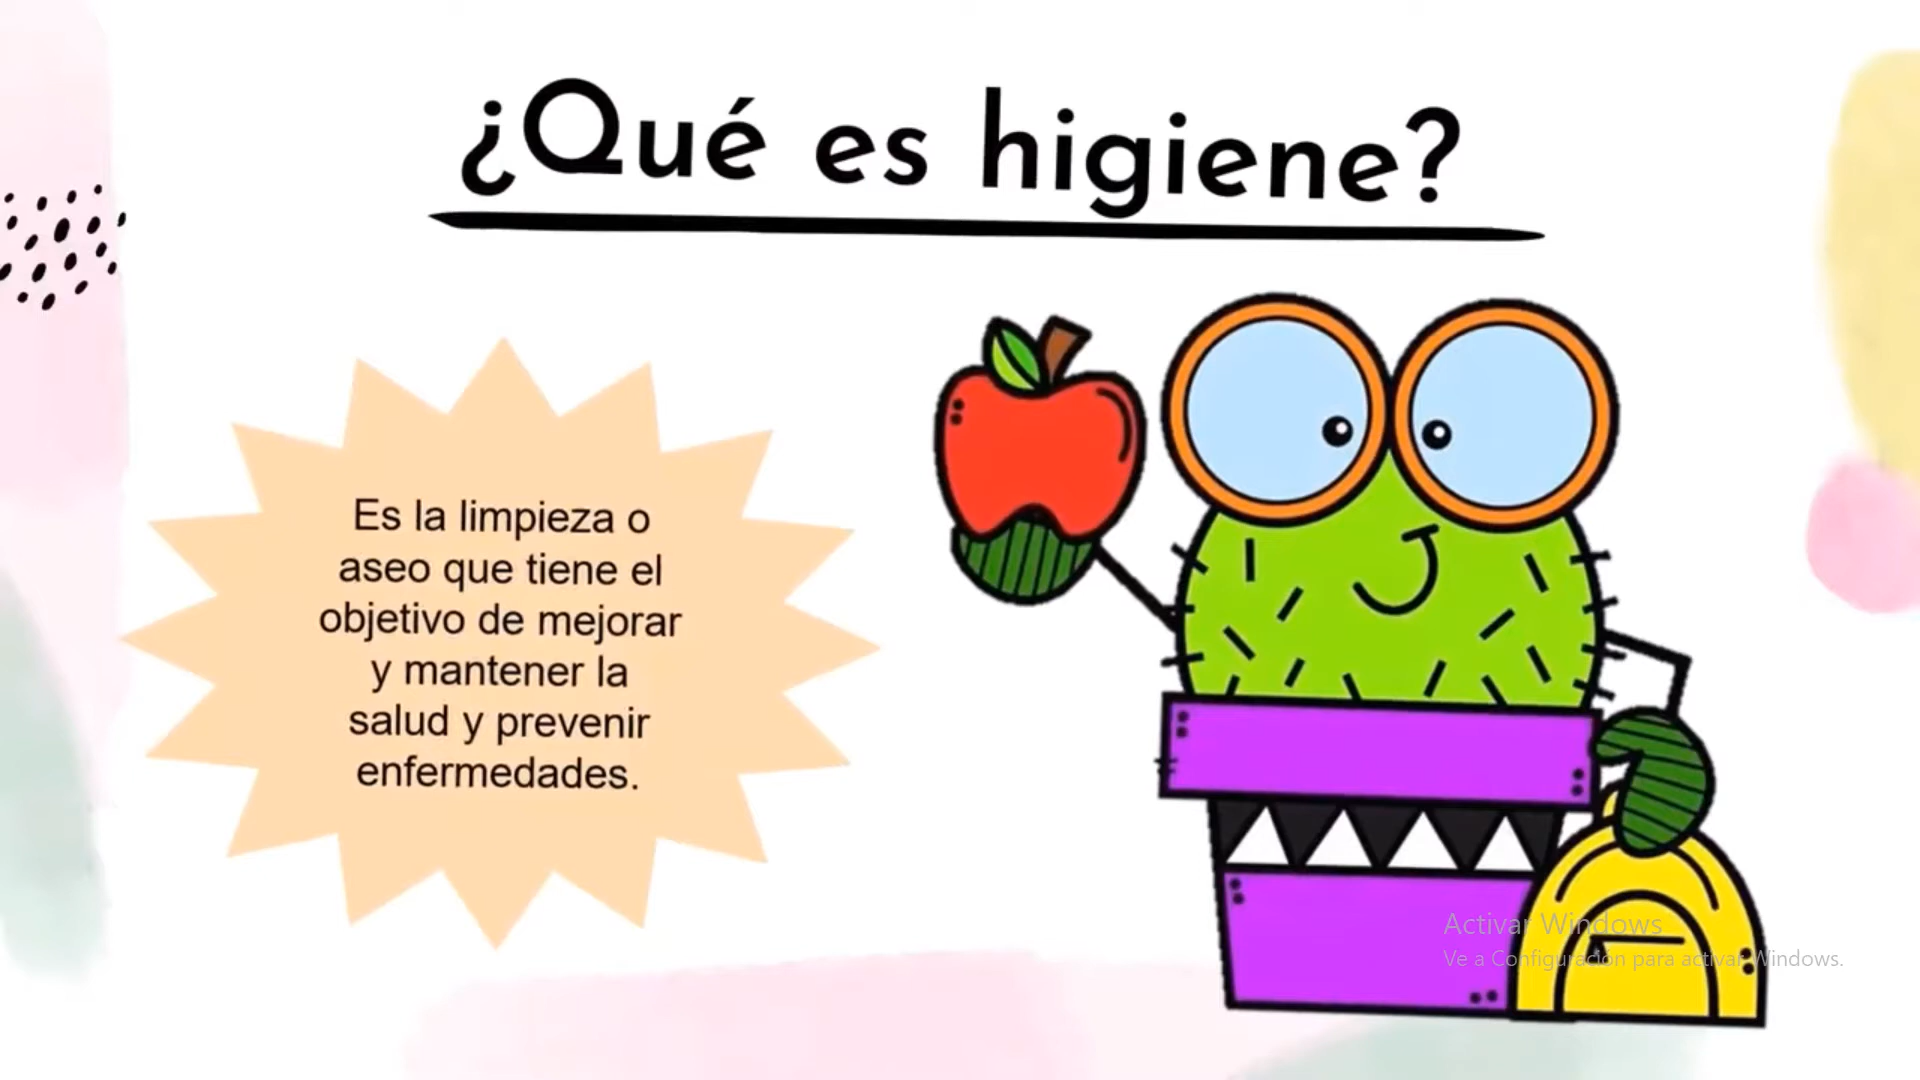 ¿Qué es higiene?
Es la limpieza o
aseo que tiene el
objetivo de mejorar
y mantener la
salud y prevenir
enfermedades.
Activar Windows
Ve a Configuración para activar Windows.